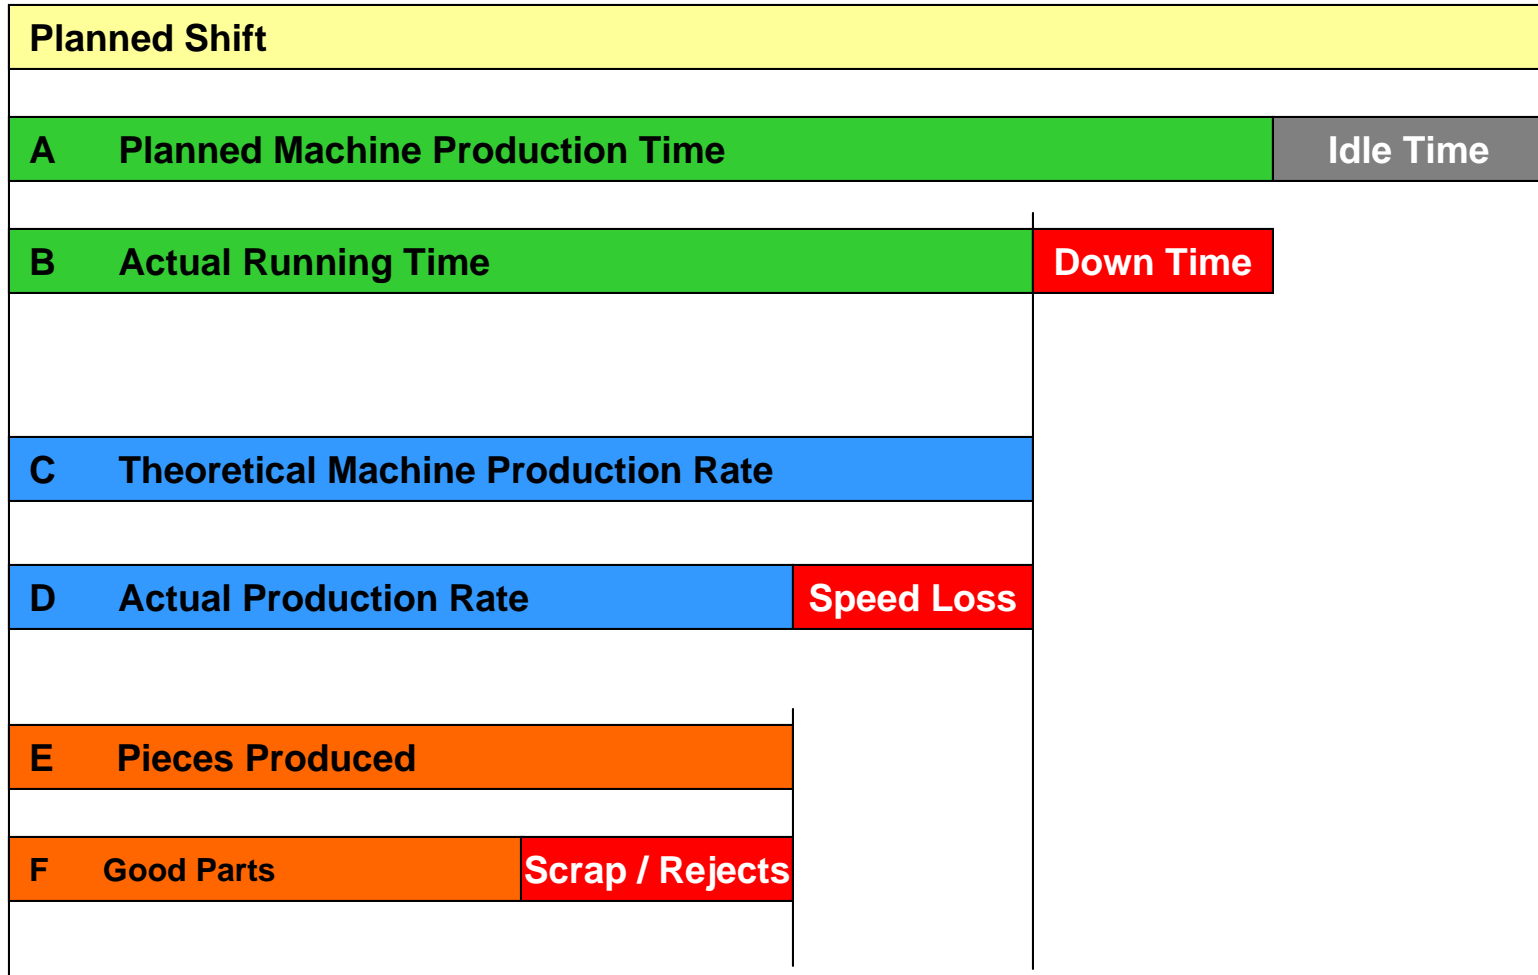 Planned Shift
A Planned Machine Production Time Idle Time
B Actual Running Time Down Time
C Theoretical Machine Production Rate
D Actual Production Rate Speed Loss
E Pieces Produced
F Good Parts Scrap / Rejects